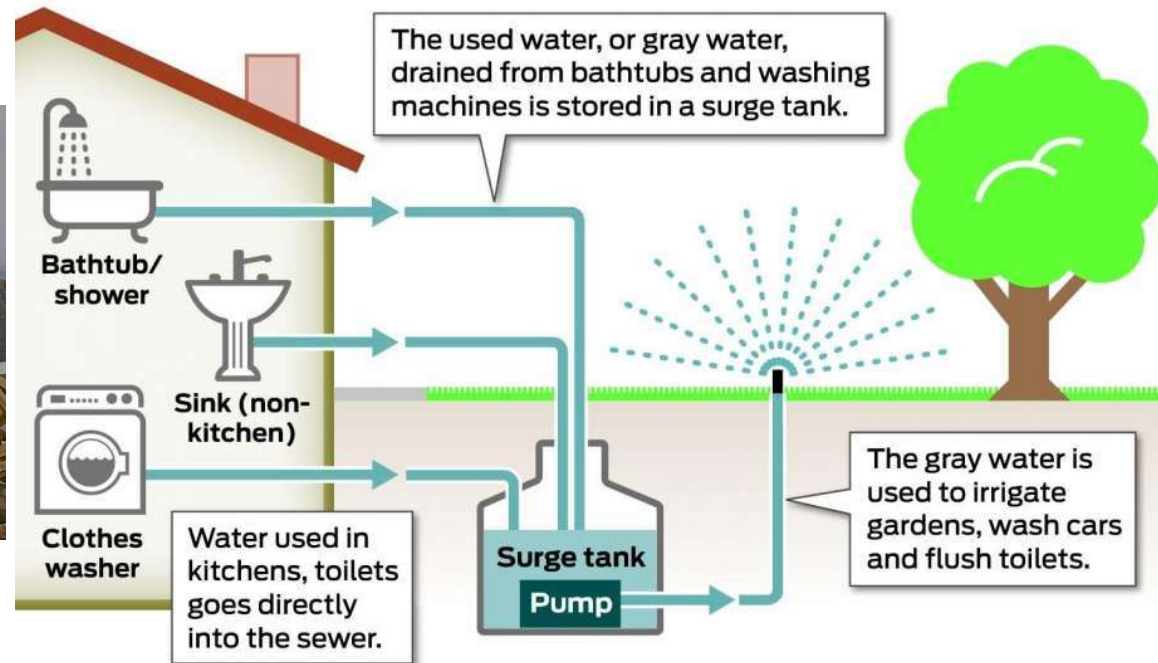 The used water, or gray water,
drained from bathtubs and washing
machines is stored in a surge tank.
Bathtub/
shower
Sink (non-
kitchen)
Clothes
washer
Water used in
kitchens, toilets
goes directly
into the sewer.
Surge tank
Pump
The gray water is
used to irrigate
gardens, wash cars
and flush toilets.